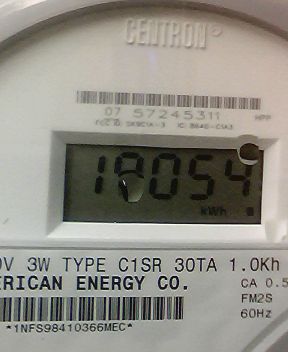 CENTRON®
07 57245311
HPP
18054
kWh
0V 3W TYPE C1SR 30TA 1.0Kh
ERICAN ENERGY CO.
CA 0.5
FM2S
60Hz
*1NFS98410366MEC*